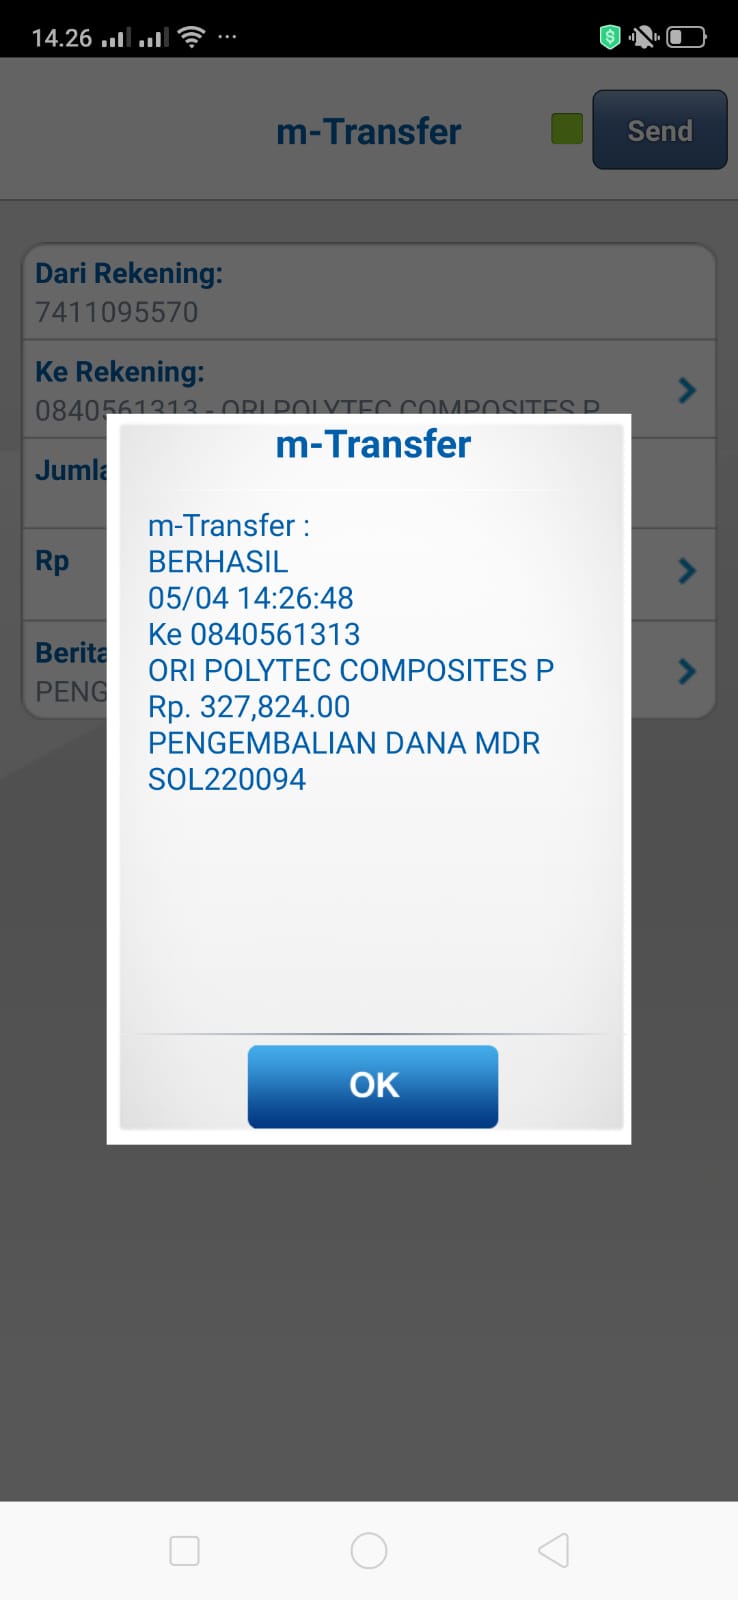 14.26
m-Transfer
Send
Dari Rekening:
7411095570
Ke Rekening:
0840561313 - ORI POLYTEC COMPOSITES P
Jumla
Rp
Berita
PENG
m-Transfer
m-Transfer :
BERHASIL
05/04 14:26:48
Ke 0840561313
ORI POLYTEC COMPOSITES P
Rp. 327,824.00
PENGEMBALIAN DANA MDR
SOL220094
OK